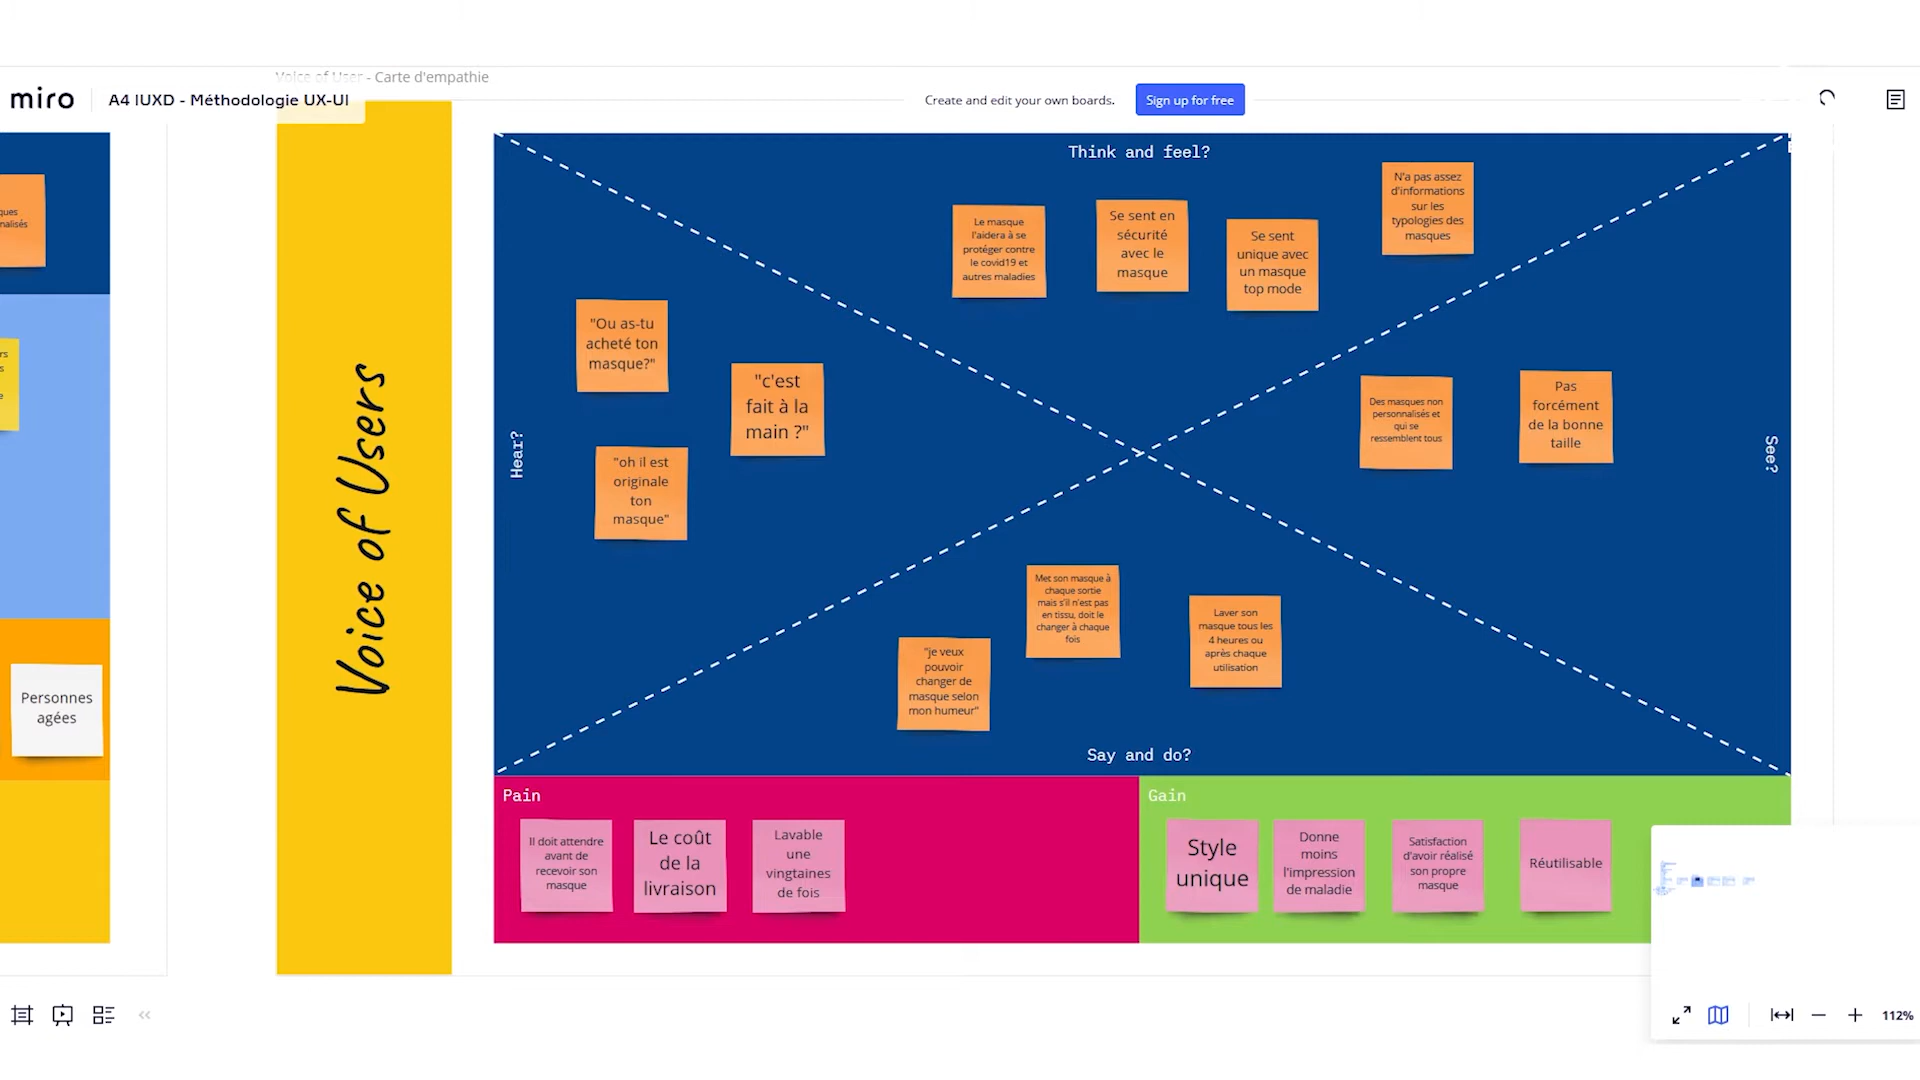 Voice of User - Carte d'empathie
miro
A4 IUXD - Méthodologie UX-UI
Create and edit your own boards.
Sign up for free
Personnes
agées
Voice of Users
Think and feel?
Le masque
l'aidera à se
protéger contre
le covid19 et
autres maladies
Se sent en
sécurité
avec le
masque
Se sent
unique avec
un masque
top mode
N'a pas assez
d'informations
sur les
typologies des
masques
Hear?
"Ou as-tu
acheté ton
masque?"
"c'est
fait à la
main ?"
"oh il est
originale
ton
masque"
See?
Des masques non
personnalisés et
qui se
ressemblent tous
Pas
forcément
de la bonne
taille
Met son masque à
chaque sortie
mais s'il n'est pas
en tissu, doit le
changer à chaque
fois
Laver son
masque tous les
4 heures ou
après chaque
utilisation
"je veux
pouvoir
changer de
masque selon
mon humeur"
Say and do?
Pain
Il doit attendre
avant de
recevoir son
masque
Le coût
de la
livraison
Lavable
une
vingtaines
de fois
Gain
Style
unique
Donne
moins
l'impression
de maladie
Satisfaction
d'avoir réalisé
son propre
masque
Réutilisable
112%